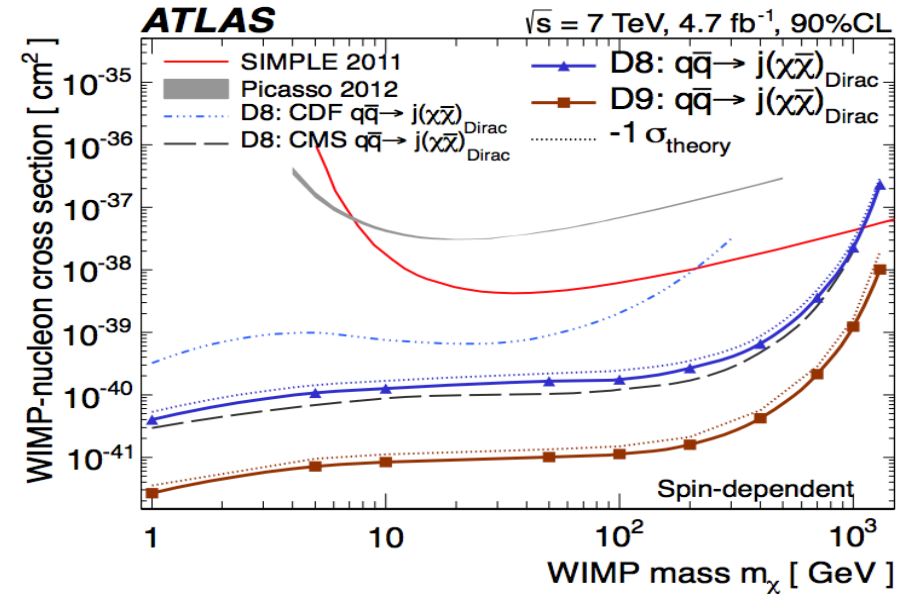 ATLAS
√s = 7 TeV, 4.7 fb⁻¹, 90%CL
WIMP-nucleon cross section [ cm² ]
SIMPLE 2011
Picasso 2012
D8: CDF qq̅→ j(χχ̅)Dirac
D8: CMS qq̅→ j(χχ̅)Dirac
D8: qq̅→ j(χχ̅)Dirac
D9: qq̅→ j(χχ̅)Dirac
-1 σtheory
10⁻³⁵
10⁻³⁶
10⁻³⁷
10⁻³⁸
10⁻³⁹
10⁻⁴⁰
10⁻⁴¹
Spin-dependent
1 10 10² 10³
WIMP mass mχ [ GeV ]